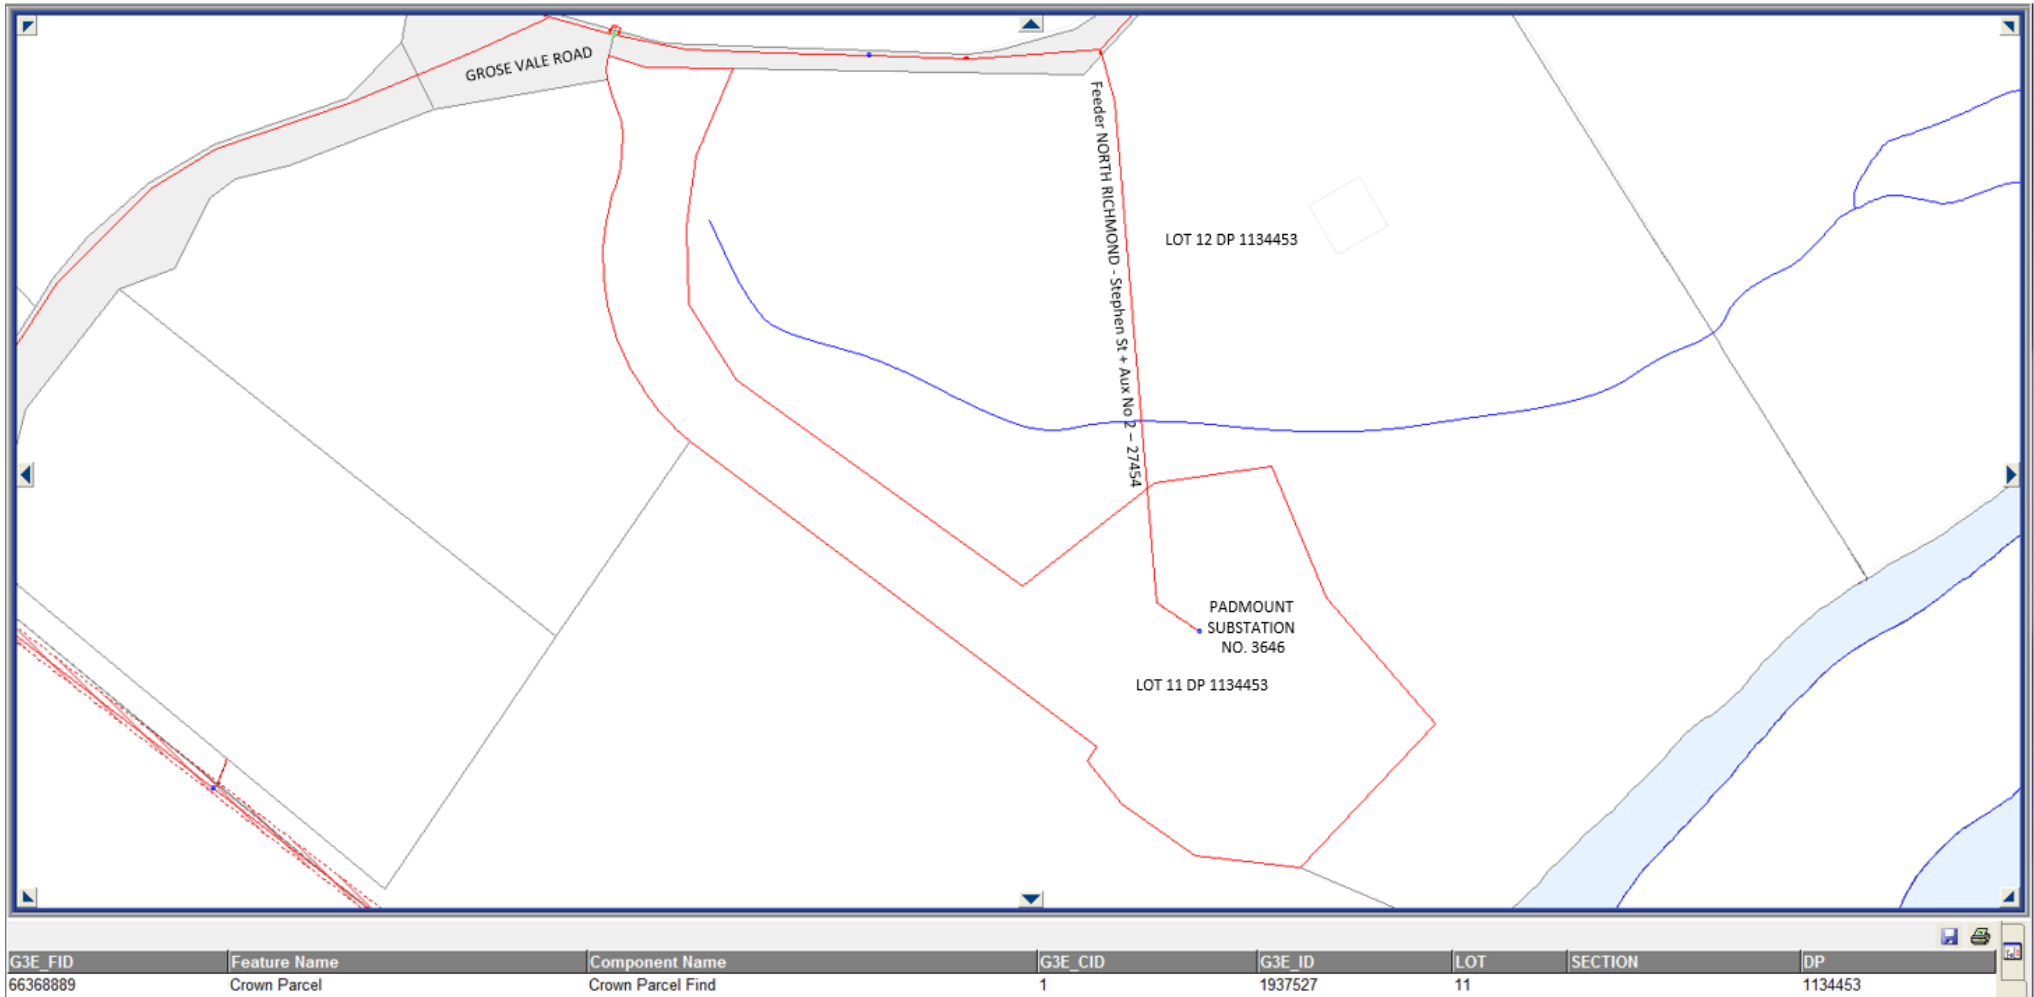 GROSE VALE ROAD
Feeder NORTH RICHMOND - Stephen St + Aux No 2 – 27454
LOT 12 DP 1134453
PADMOUNT
SUBSTATION
NO. 3646
LOT 11 DP 1134453
G3E_FID Feature Name Component Name G3E_CID G3E_ID LOT SECTION DP
66368889 Crown Parcel Crown Parcel Find 1 1937527 11 1134453